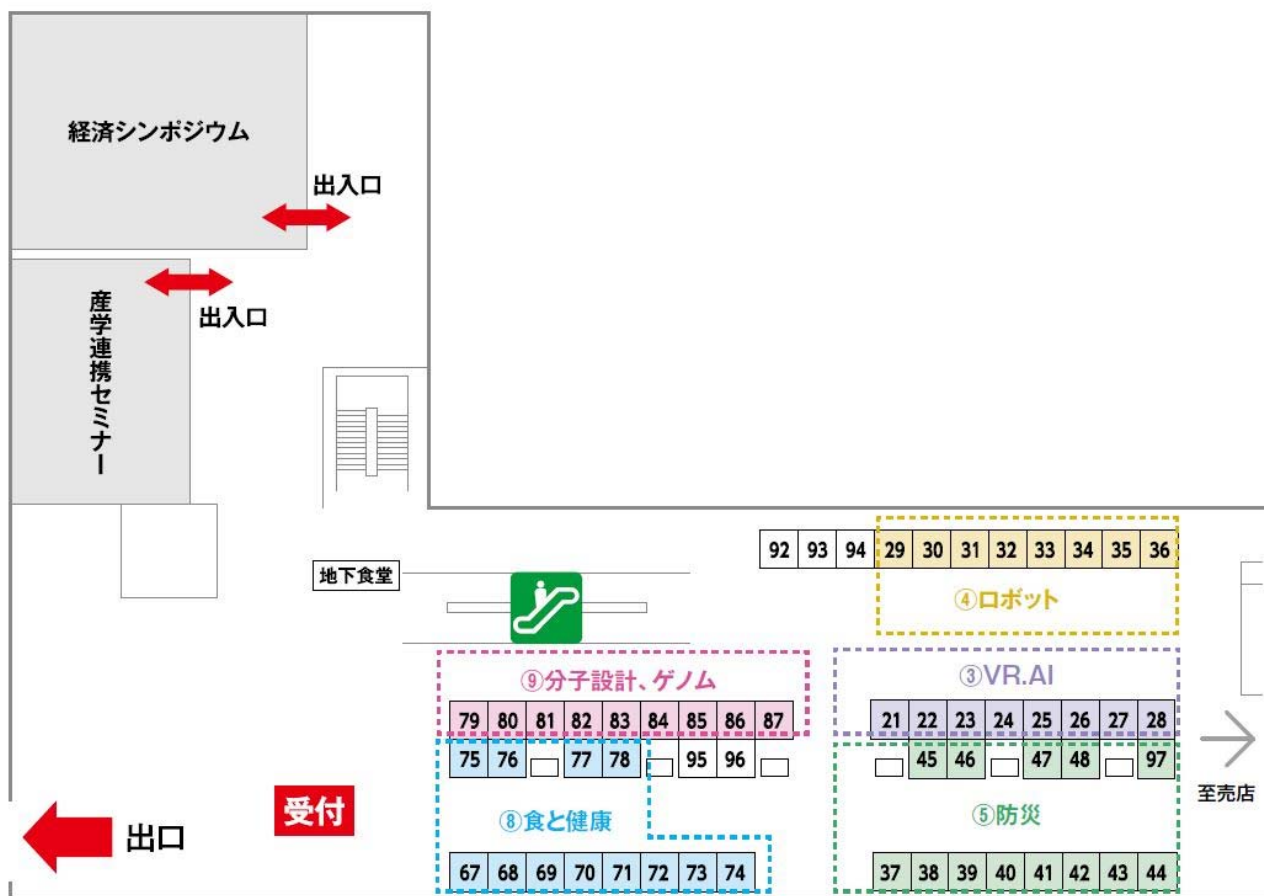 経済シンポジウム
出入口
出入口
産学連携セミナー
地下食堂
92 93 94 29 30 31 32 33 34 35 36
④ロボット
⑨分子設計、ゲノム
③VR.AI
79 80 81 82 83 84 85 86 87
21 22 23 24 25 26 27 28
75 76 77 78 95 96
45 46 47 48 97
至売店
受付
出口
⑧食と健康
⑤防災
67 68 69 70 71 72 73 74
37 38 39 40 41 42 43 44